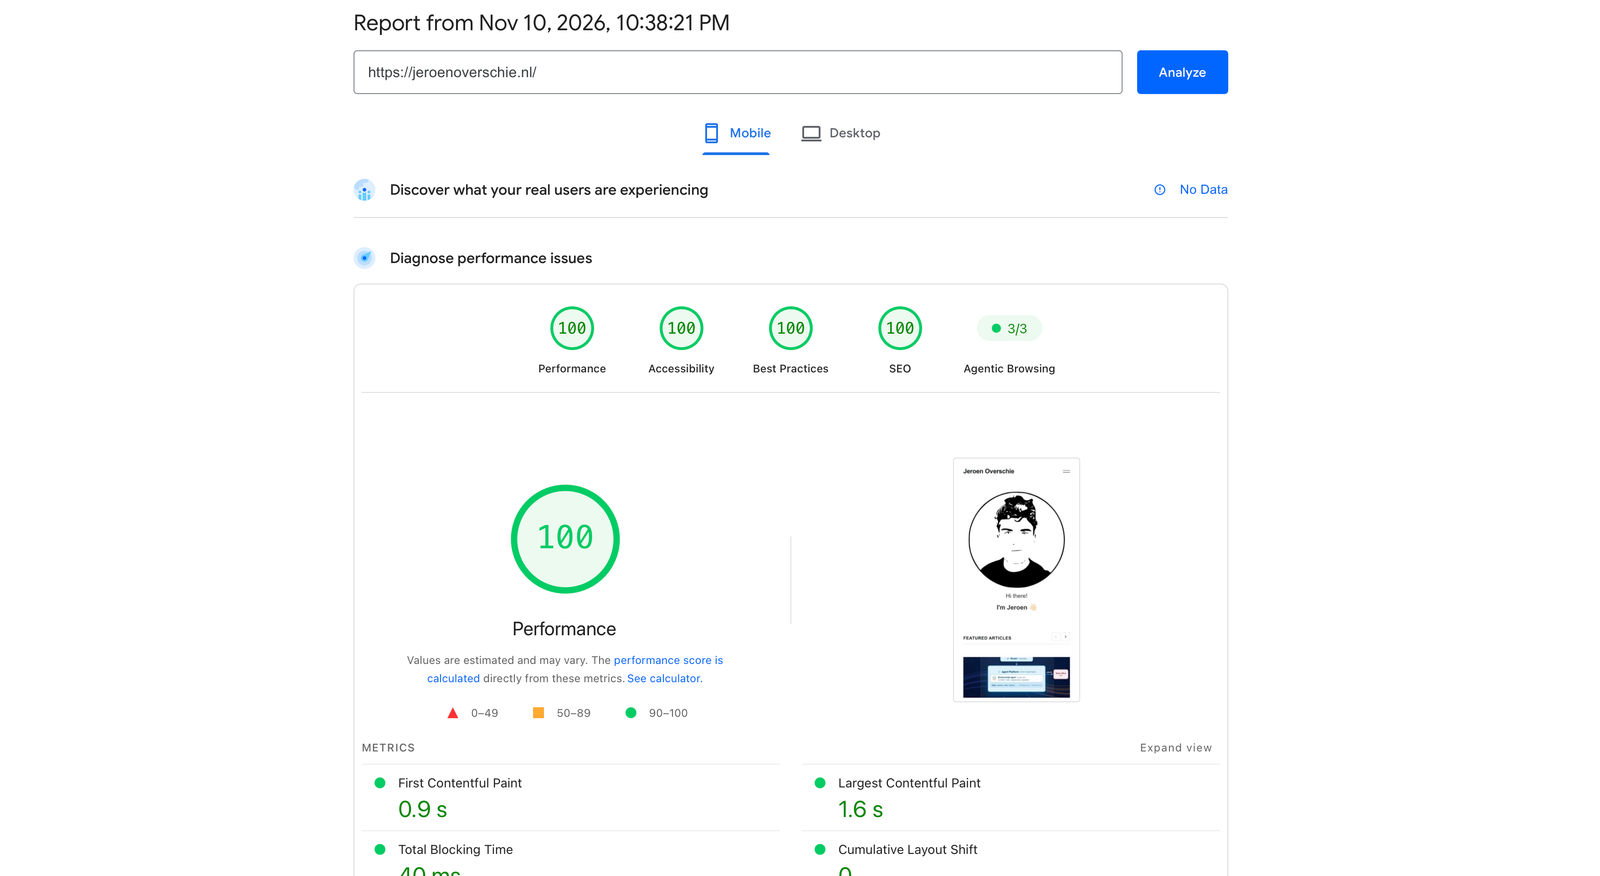 Report from Nov 10, 2026, 10:38:21 PM
https://jeroenoverschie.nl/
Analyze
Mobile
Desktop
Discover what your real users are experiencing
No Data
Diagnose performance issues
100
100
100
100
3/3
Performance
Accessibility
Best Practices
SEO
Agentic Browsing
100
Performance
Values are estimated and may vary. The performance score is
calculated directly from these metrics. See calculator.
0–49
50–89
90–100
Jeroen Overschie
Hi there!
I'm Jeroen 👋🏻
FEATURED ARTICLES
METRICS
Expand view
First Contentful Paint
0.9 s
Largest Contentful Paint
1.6 s
Total Blocking Time
40 ms
Cumulative Layout Shift
0